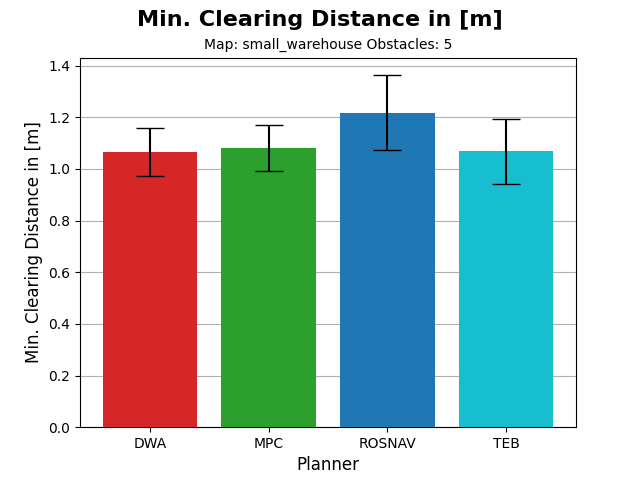 Min. Clearing Distance in [m]
Map: small_warehouse Obstacles: 5
Min. Clearing Distance in [m]
1.4
1.2
1.0
0.8
0.6
0.4
0.2
0.0
DWA MPC ROSNAV TEB
Planner